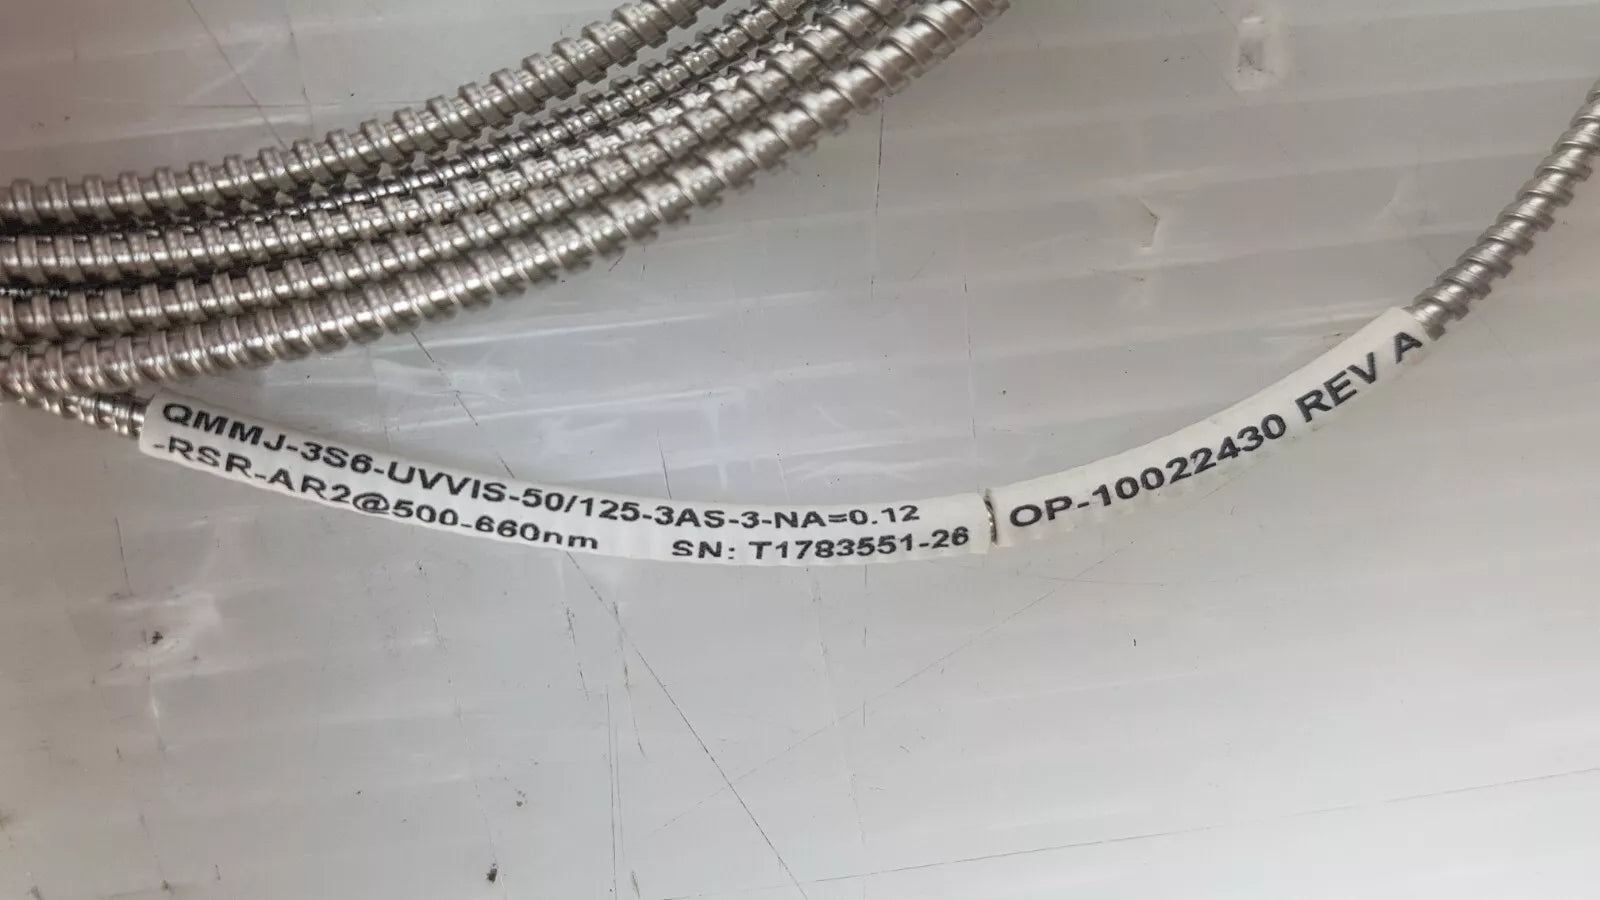 QMMJ-3S6-UVVIS-50/125-3AS-3-NA=0.12
-RSR-AR2@500-660nm SN: T1783551-26
OP-10022430 REV A